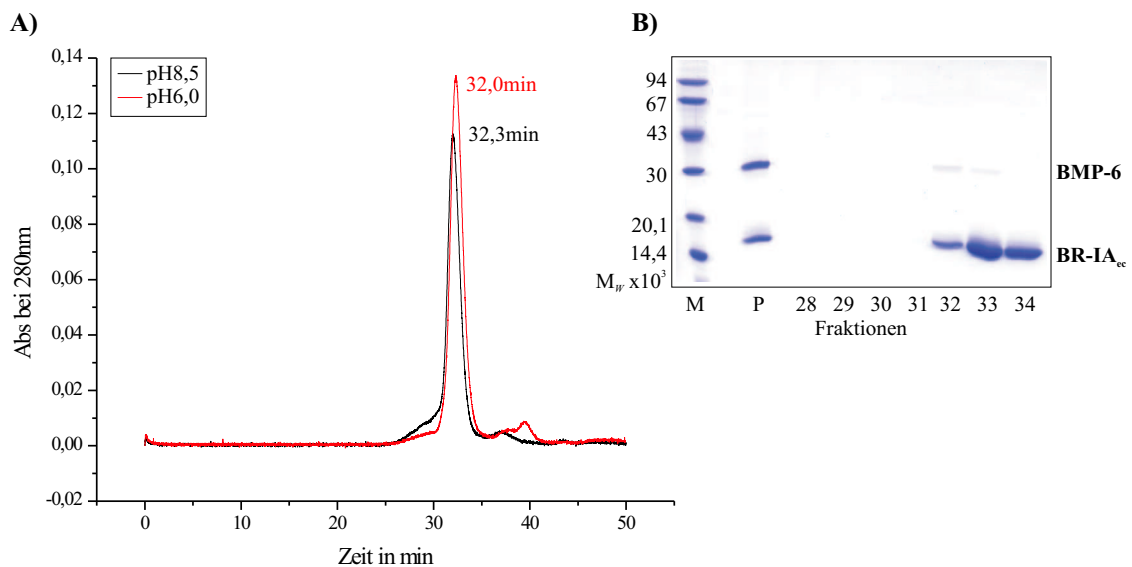 A)
pH8,5
pH6,0
32,0min
32,3min
0,14
0,12
0,10
0,08
0,06
0,04
0,02
0,00
-0,02
Abs bei 280nm
0 10 20 30 40 50
Zeit in min
B)
94
67
43
30
20,1
14,4
M_W x10³
BMP-6
BR-IA_ec
M P 28 29 30 31 32 33 34
Fraktionen